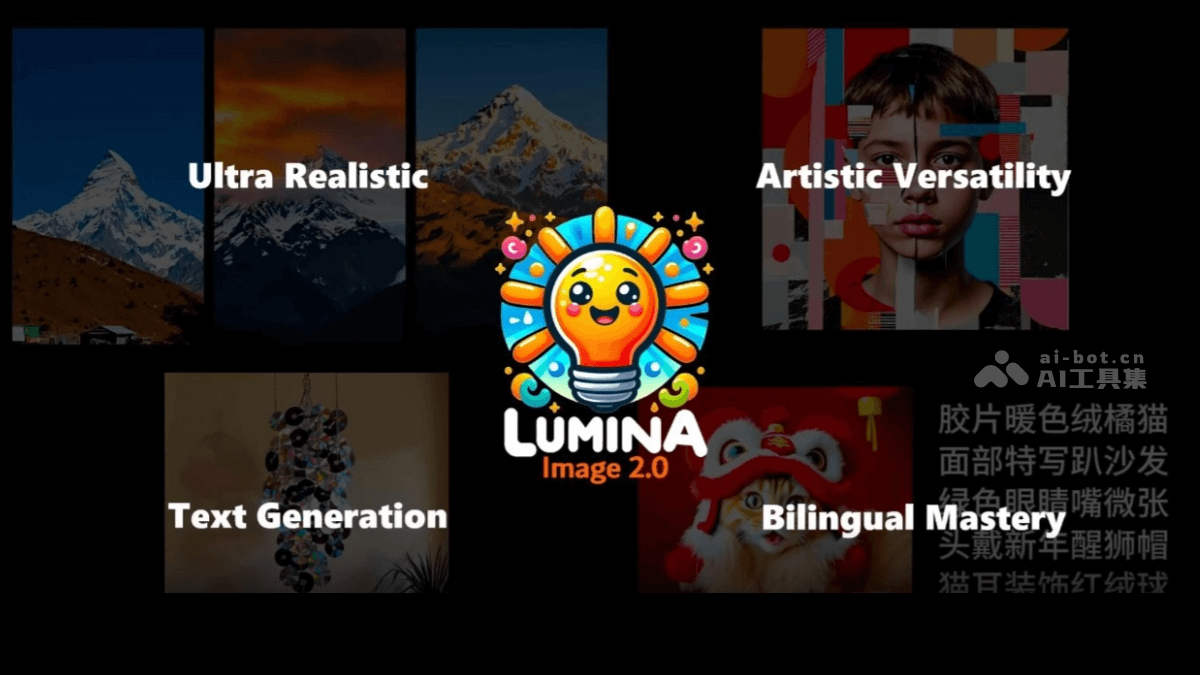 Ultra Realistic
Artistic Versatility
ai-bot.cn
AI工具集
LUMINA
Image 2.0
胶片暖色绒橘猫
面部特写趴沙发
绿色眼睛嘴微张
头戴新年醒狮帽
猫耳装饰红绒球
Text Generation
Bilingual Mastery